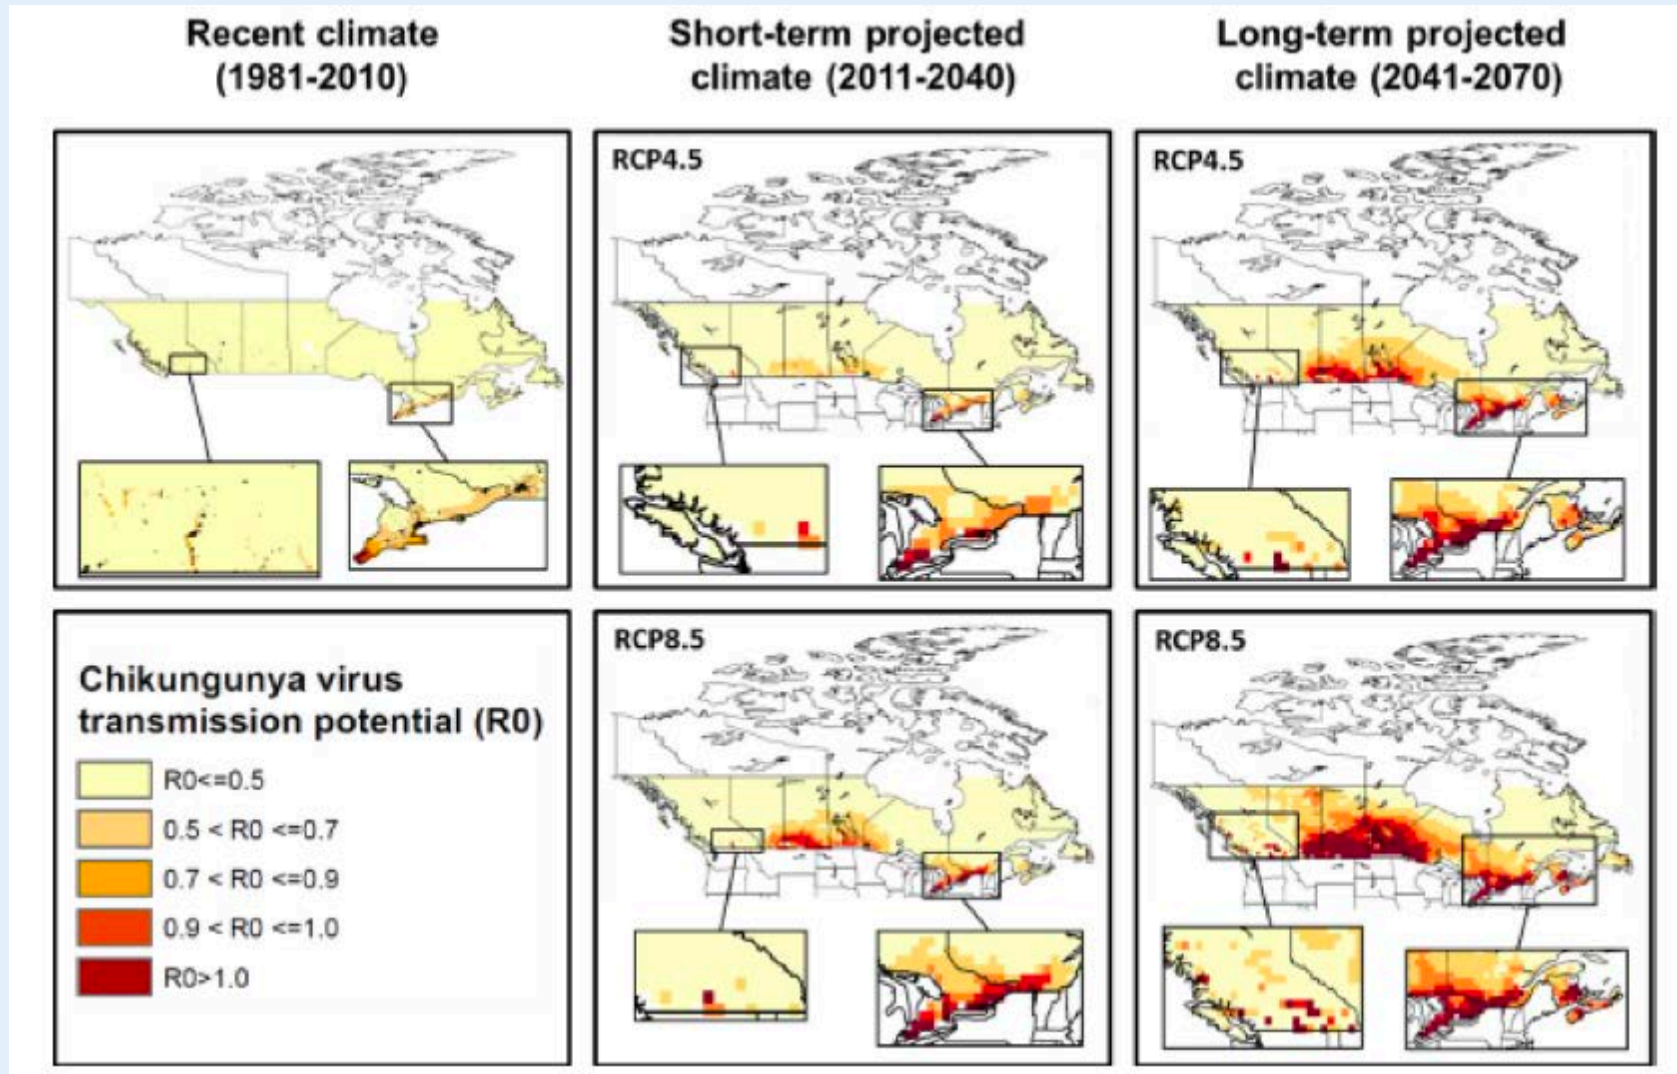 Recent climate
(1981-2010)
Short-term projected
climate (2011-2040)
Long-term projected
climate (2041-2070)
RCP4.5
RCP4.5
Chikungunya virus
transmission potential (R0)
R0<=0.5
0.5 < R0 <=0.7
0.7 < R0 <=0.9
0.9 < R0 <=1.0
R0>1.0
RCP8.5
RCP8.5